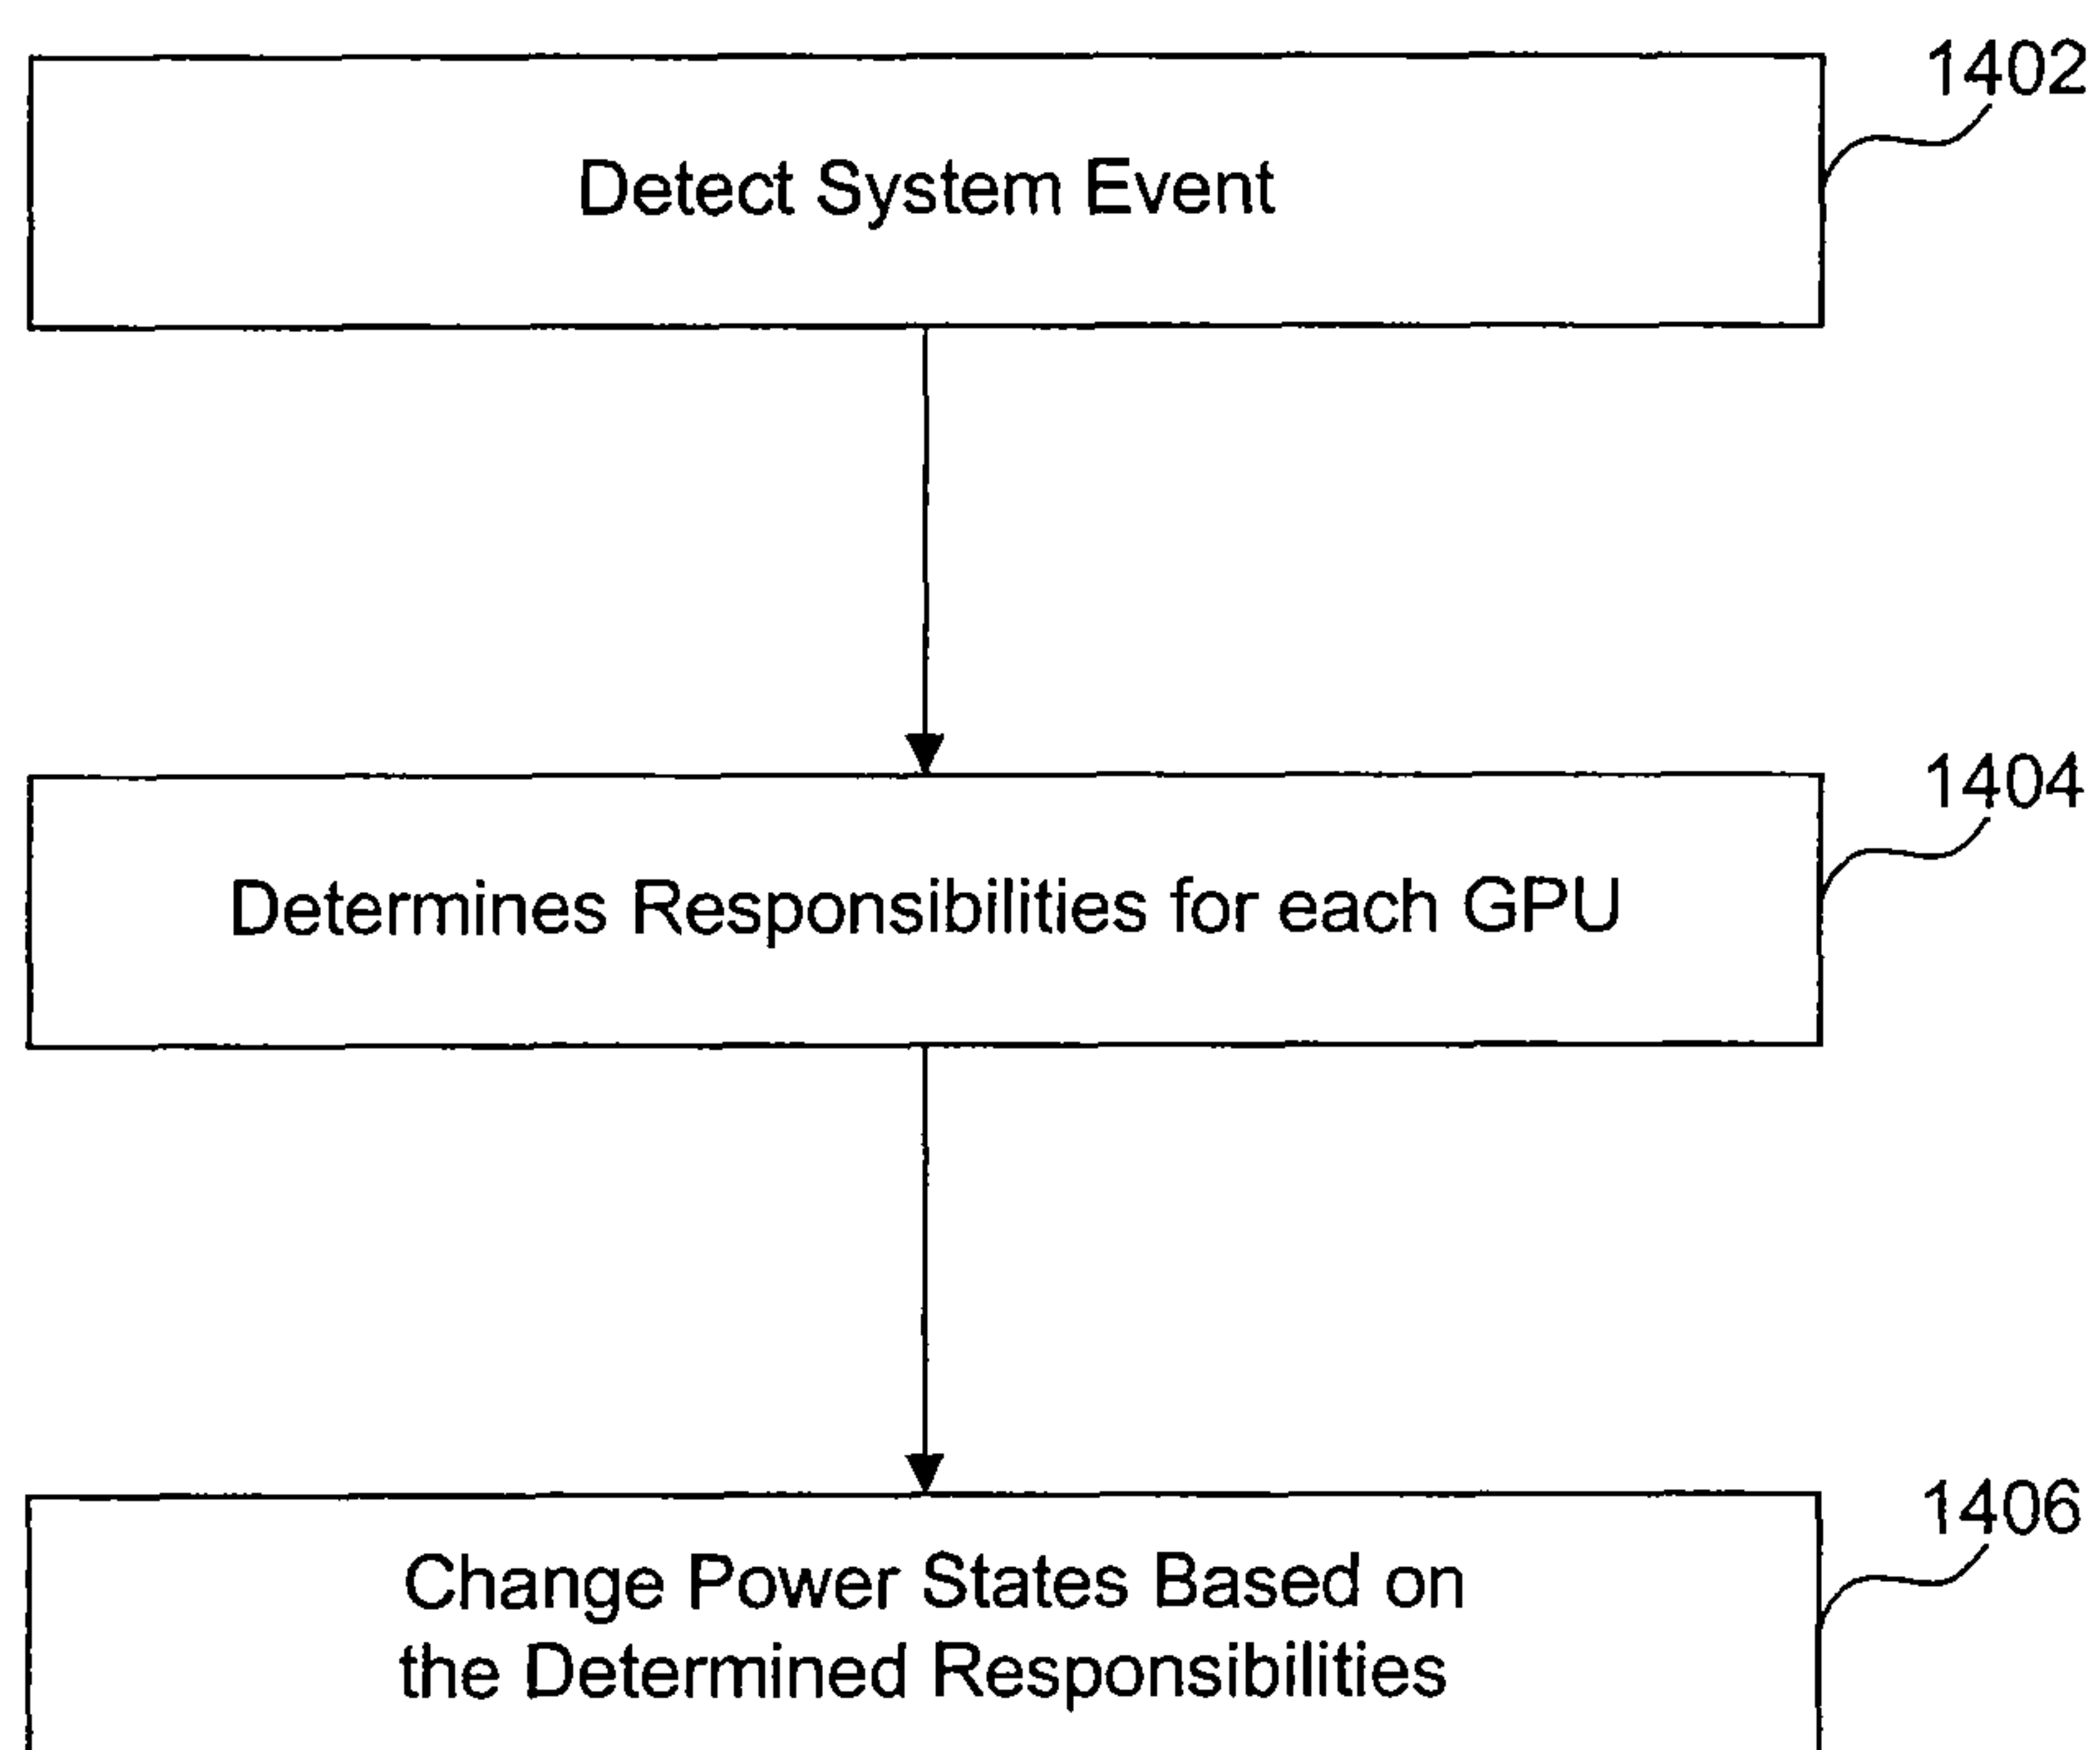 1402
Detect System Event
1404
Determines Responsibilities for each GPU
1406
Change Power States Based on
the Determined Responsibilities